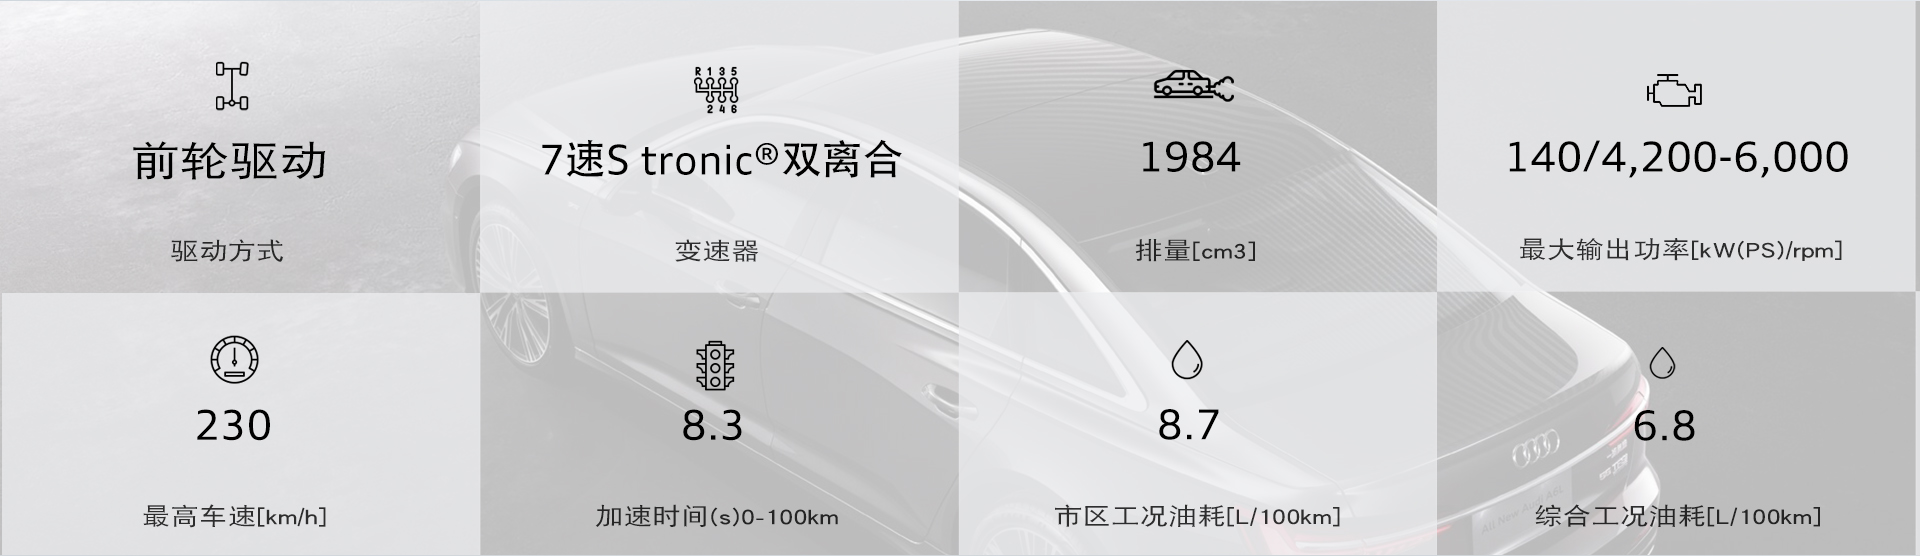 R 1 3 5
2 4 6
前轮驱动
驱动方式
7速S tronic®双离合
变速器
1984
排量[cm3]
140/4,200-6,000
最大输出功率[kW(PS)/rpm]
230
最高车速[km/h]
8.3
加速时间(s)0-100km
8.7
市区工况油耗[L/100km]
6.8
综合工况油耗[L/100km]